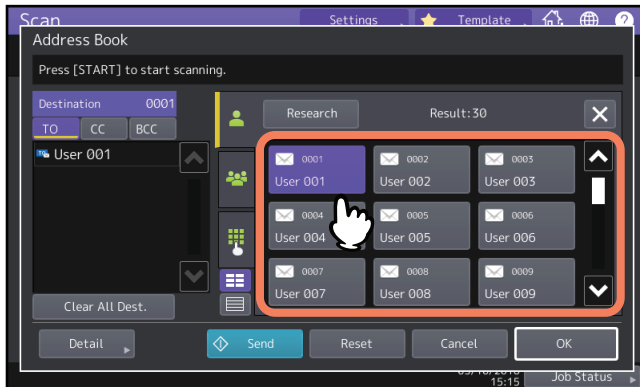 Scan
Settings
Template
Address Book
Press [START] to start scanning.
Destination 0001
TO CC BCC
User 001
Research
Result:30
0001
User 001
0002
User 002
0003
User 003
0004
User 004
0005
User 005
0006
User 006
0007
User 007
0008
User 008
0009
User 009
Clear All Dest.
Detail
Send
Reset
Cancel
OK
15:15
Job Status